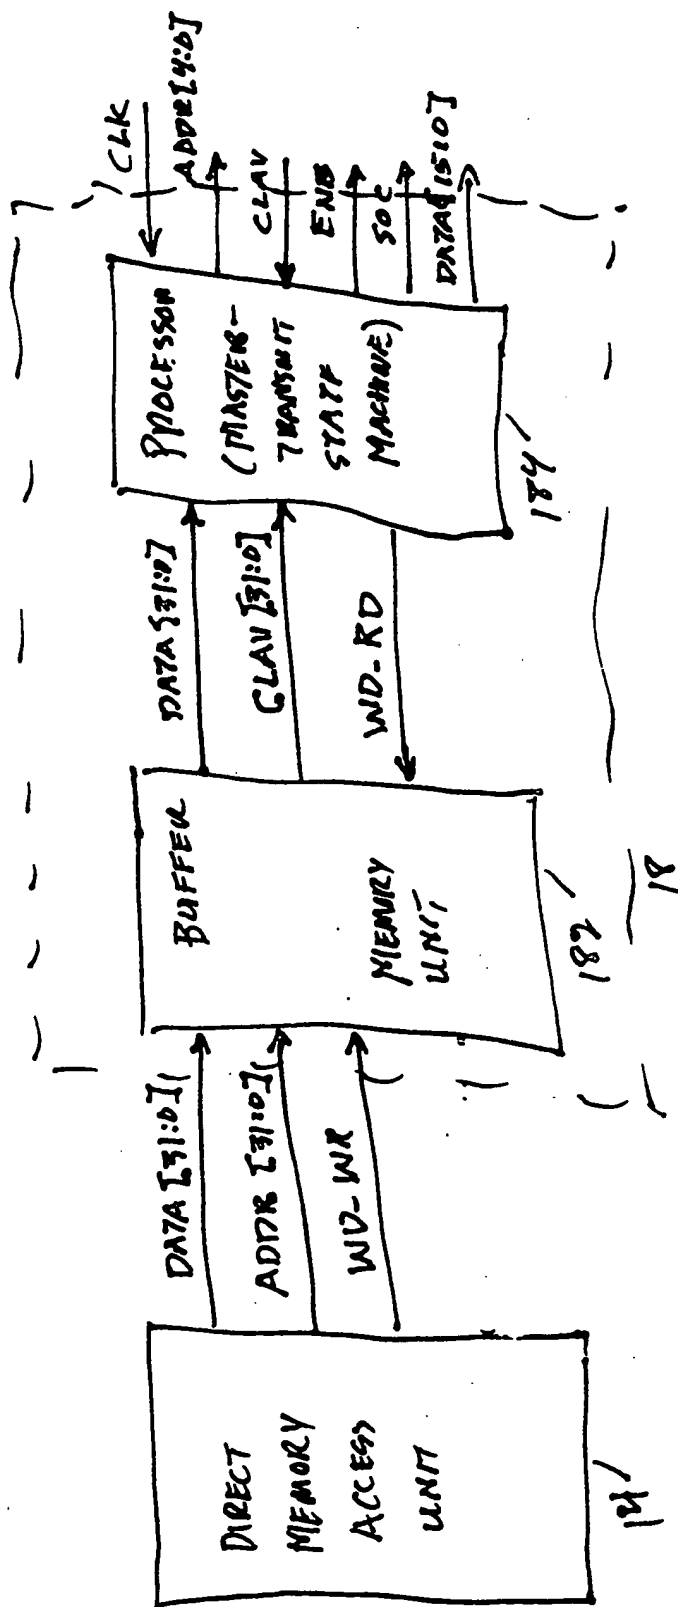 DIRECT
MEMORY
ACCESS
UNIT
14
DATA [31:0]
ADDR [31:0]
WD-WR
BUFFER
MEMORY
UNIT
182
18
DATA [31:0]
CLAV [31:0]
WD-RD
PROCESSOR
(MASTER-
TRANSMIT
STATE
MACHINE)
184
CLK
ADDR [4:0]
CLAV
ENB
SOC
DATA [15:0]